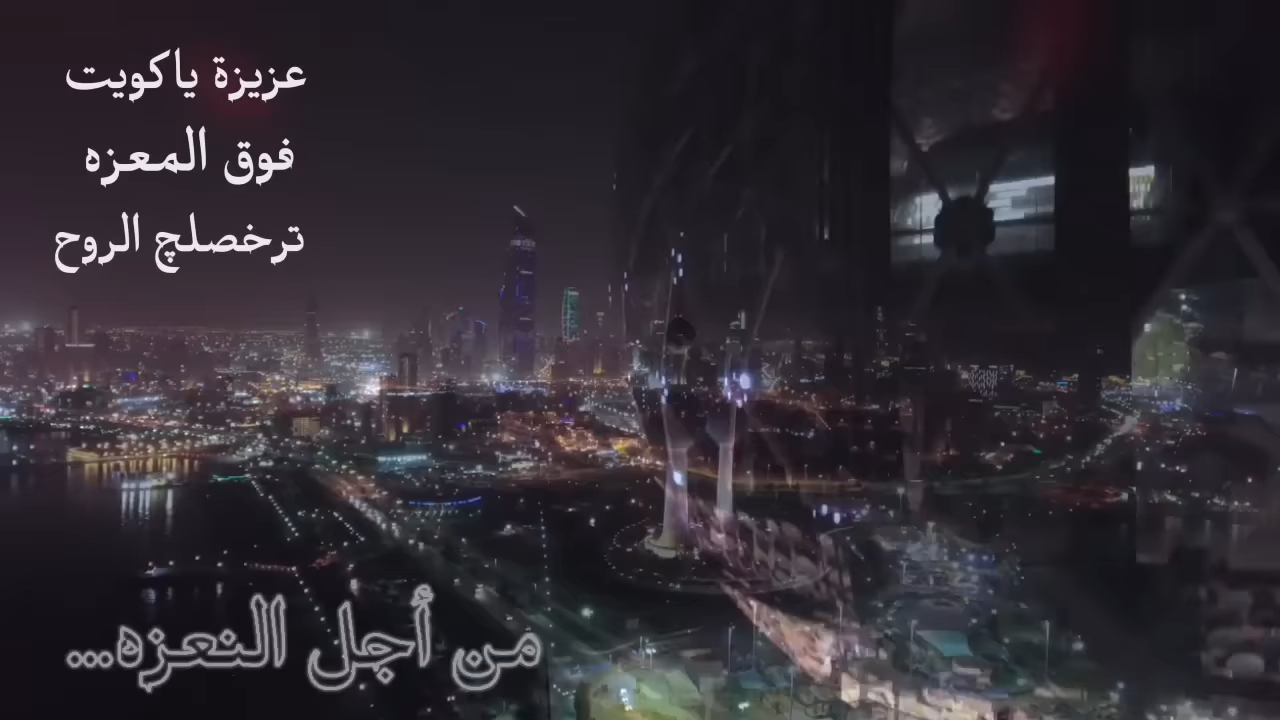 عزيزة ياكويت
فوق المعزه
ترخصلچ الروح
من أجل النعزه...